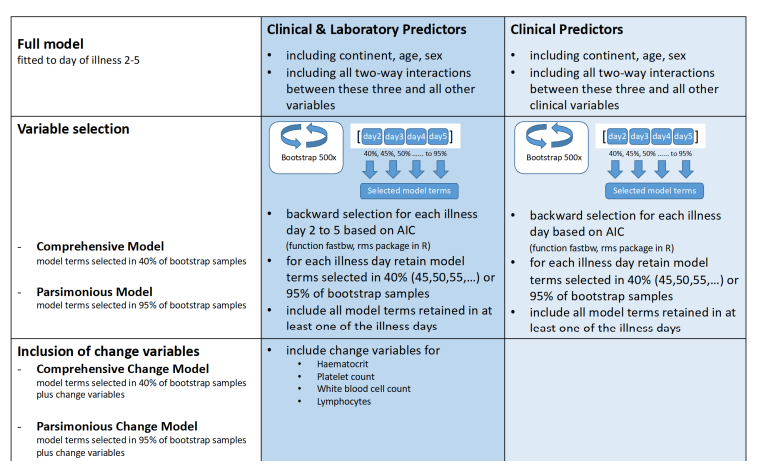 Full model
fitted to day of illness 2-5
Clinical & Laboratory Predictors
• including continent, age, sex
• including all two-way interactions
between these three and all other
variables
Clinical Predictors
• including continent, age, sex
• including all two-way interactions
between these three and all other
clinical variables
Variable selection
- Comprehensive Model
model terms selected in 40% of bootstrap samples
- Parsimonious Model
model terms selected in 95% of bootstrap samples
Bootstrap 500x
[ day2 day3 day4 day5 ]
40%, 45%, 50% ...... to 95%
Selected model terms
• backward selection for each illness
day 2 to 5 based on AIC
(function fastbw, rms package in R)
• for each illness day retain model
terms selected in 40% (45,50,55,...) or
95% of bootstrap samples
• include all model terms retained in at
least one of the illness days
Bootstrap 500x
[ day2 day3 day4 day5 ]
40%, 45%, 50% ...... to 95%
Selected model terms
• backward selection for each illness
day based on AIC
(function fastbw, rms package in R)
• for each illness day retain model
terms selected in 40% (45,50,55,...) or
95% of bootstrap samples
• include all model terms retained in at
least one of the illness days
Inclusion of change variables
- Comprehensive Change Model
model terms selected in 40% of bootstrap samples
plus change variables
- Parsimonious Change Model
model terms selected in 95% of bootstrap samples
plus change variables
• include change variables for
• Haematocrit
• Platelet count
• White blood cell count
• Lymphocytes